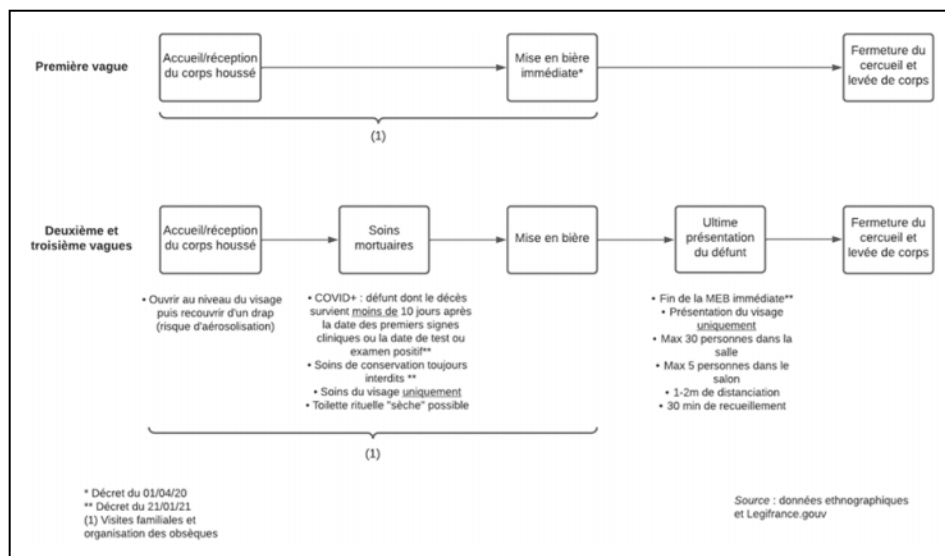 Première vague
Accueil/réception
du corps houssé
Mise en bière
immédiate*
Fermeture du
cercueil et
levée de corps
(1)
Deuxième et
troisième vagues
Accueil/réception
du corps houssé
Soins
mortuaires
Mise en bière
Ultime
présentation
du défunt
Fermeture du
cercueil et
levée de corps
• Ouvrir au niveau du visage
puis recouvrir d'un drap
(risque d'aérosolisation)
• COVID+ : défunt dont le décès
survient moins de 10 jours après
la date des premiers signes
cliniques ou la date de test ou
examen positif**
• Soins de conservation toujours
interdits **
• Soins du visage uniquement
• Toilette rituelle "sèche" possible
• Fin de la MEB immédiate**
• Présentation du visage
uniquement
• Max 30 personnes dans la
salle
• Max 5 personnes dans le
salon
• 1-2m de distanciation
• 30 min de recueillement
(1)
* Décret du 01/04/20
** Décret du 21/01/21
(1) Visites familiales et
organisation des obsèques
Source : données ethnographiques
et Legifrance.gouv